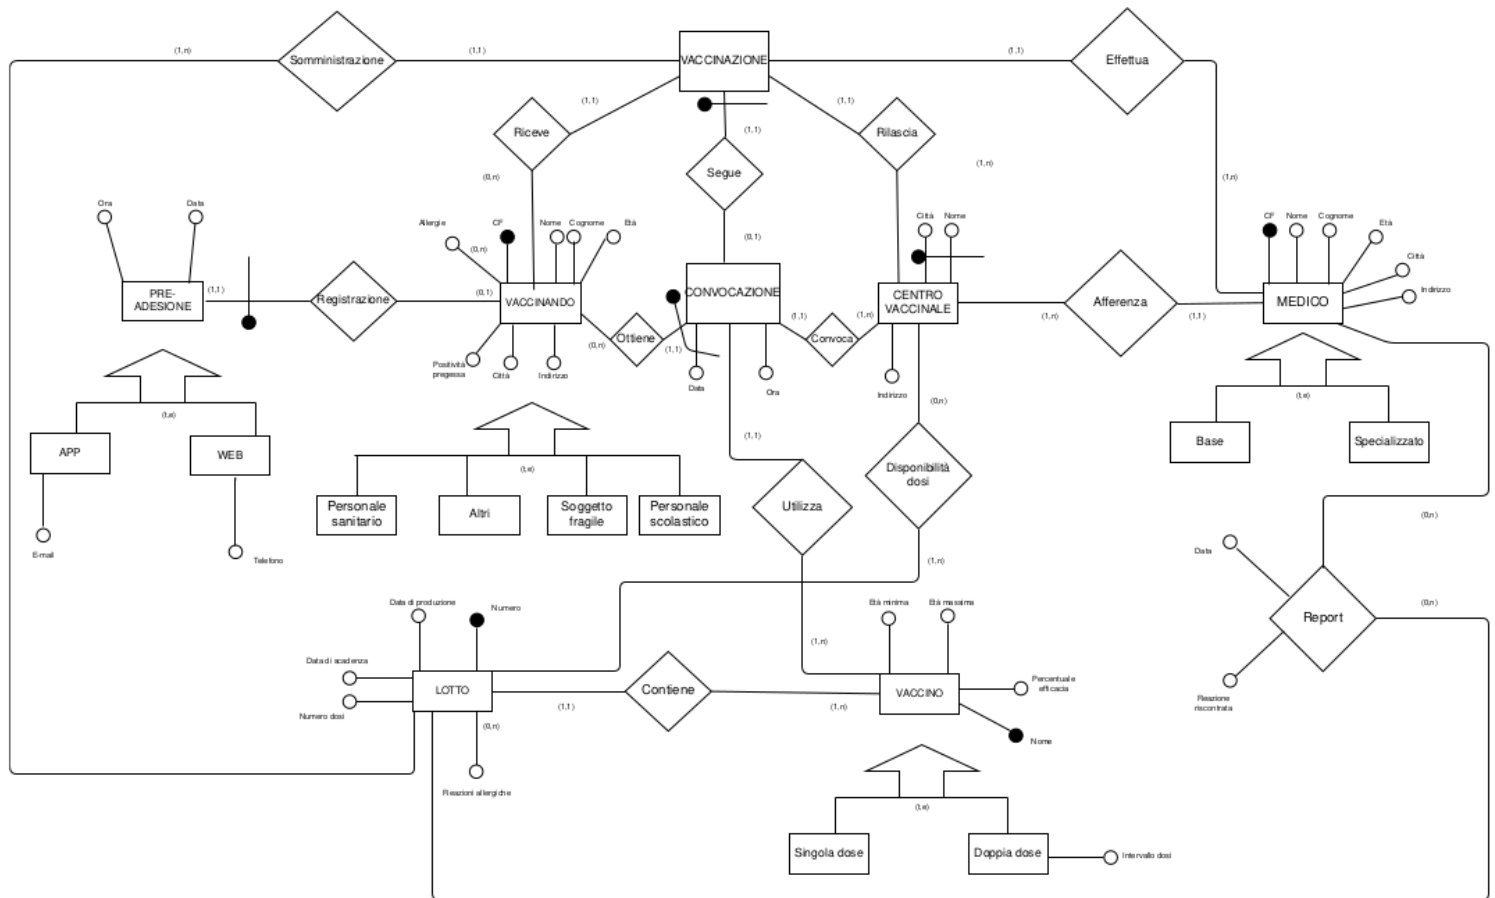 (1,n)
Somministrazione
(1,1)
VACCINAZIONE
(1,1)
Effettua
(1,1)
Riceve
(1,1)
Rilascia
(1,1)
Segue
(1,n)
(0,n)
(1,n)
Ora
Data
Allergie
CF
Nome
Cognome
Età
(0,n)
(0,1)
Città
Nome
CF
Nome
Cognome
Età
Città
Indirizzo
PRE-
ADESIONE
(1,1)
Registrazione
(0,1)
VACCINANDO
CONVOCAZIONE
CENTRO
VACCINALE
Afferenza
MEDICO
(0,n)
Ottiene
(1,1)
(1,1)
Convoca
(1,n)
(1,n)
(1,1)
Positività
pregessa
Città
Indirizzo
Data
Ora
Indirizzo
(0,n)
(t,e)
(t,e)
APP
WEB
(1,1)
Base
Specializzato
(t,e)
Disponibilità
dosi
Personale
sanitario
Altri
Soggetto
fragile
Personale
scolastico
Utilizza
(0,n)
E-mail
Telefono
(1,n)
Data
Data di produzione
Numero
Età minima
Età massima
(0,n)
Report
(1,n)
Data di scadenza
LOTTO
Contiene
VACCINO
Percentuale
efficacia
Numero dosi
(1,1)
(1,n)
Reazione
riscontrata
(0,n)
Nome
Reazioni allergiche
(t,e)
Singola dose
Doppia dose
Intervallo dosi